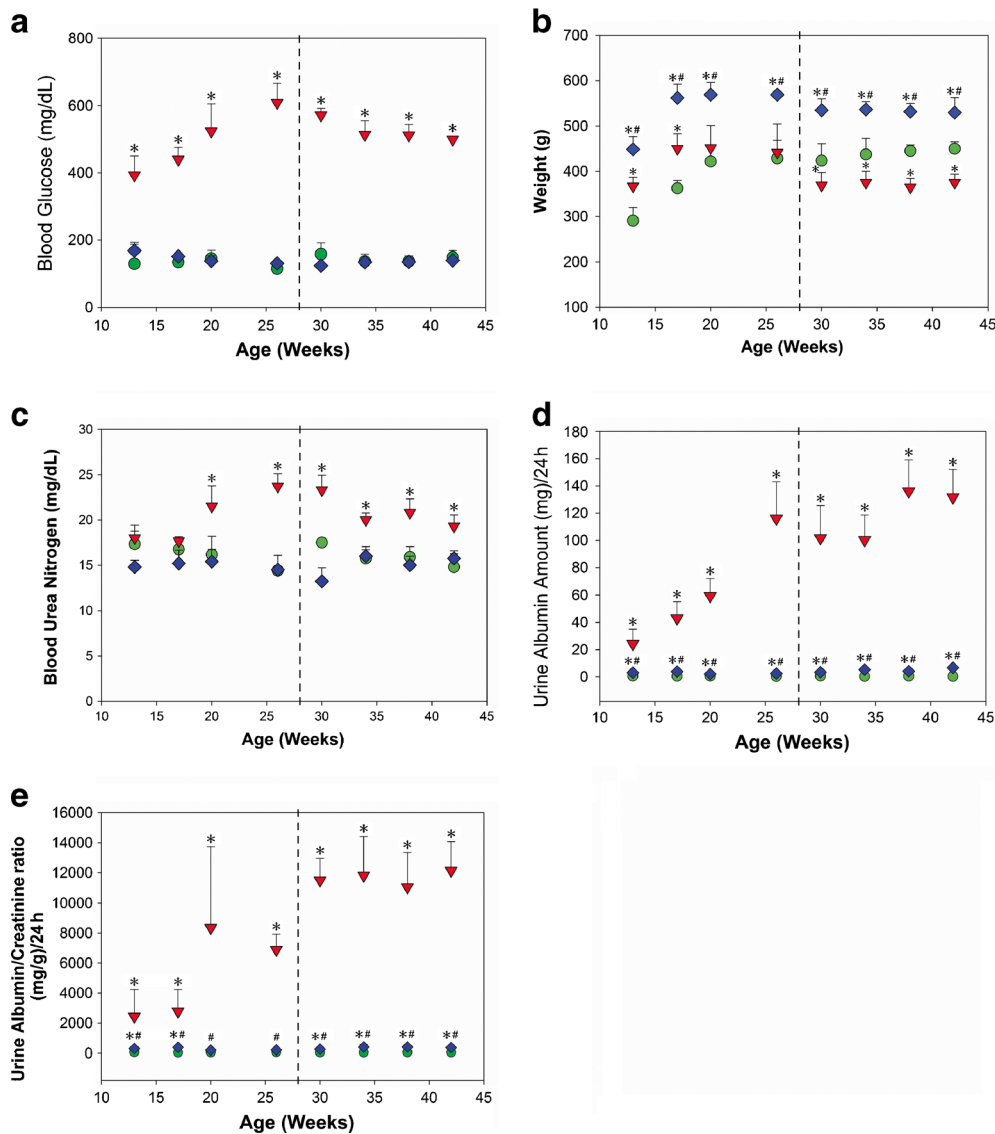 a
800
600
400
200
0
Blood Glucose (mg/dL)
* * * * * * * *
10 15 20 25 30 35 40 45
Age (Weeks)
b
700
600
500
400
300
200
100
Weight (g)
*# *# *# *# *# *# *# *#
* * * * * *
10 15 20 25 30 35 40 45
Age (Weeks)
c
30
25
20
15
10
5
0
Blood Urea Nitrogen (mg/dL)
* * * * * *
10 15 20 25 30 35 40 45
Age (Weeks)
d
180
160
140
120
100
80
60
40
20
0
Urine Albumin Amount (mg)/24h
* * * * * * * *
*# *# *# *# *# *# *# *#
10 15 20 25 30 35 40 45
Age (Weeks)
e
16000
14000
12000
10000
8000
6000
4000
2000
0
Urine Albumin/Creatinine ratio
(mg/g)/24h
* * * * * * * *
*# *# # # *# *# *# *#
10 15 20 25 30 35 40 45
Age (Weeks)